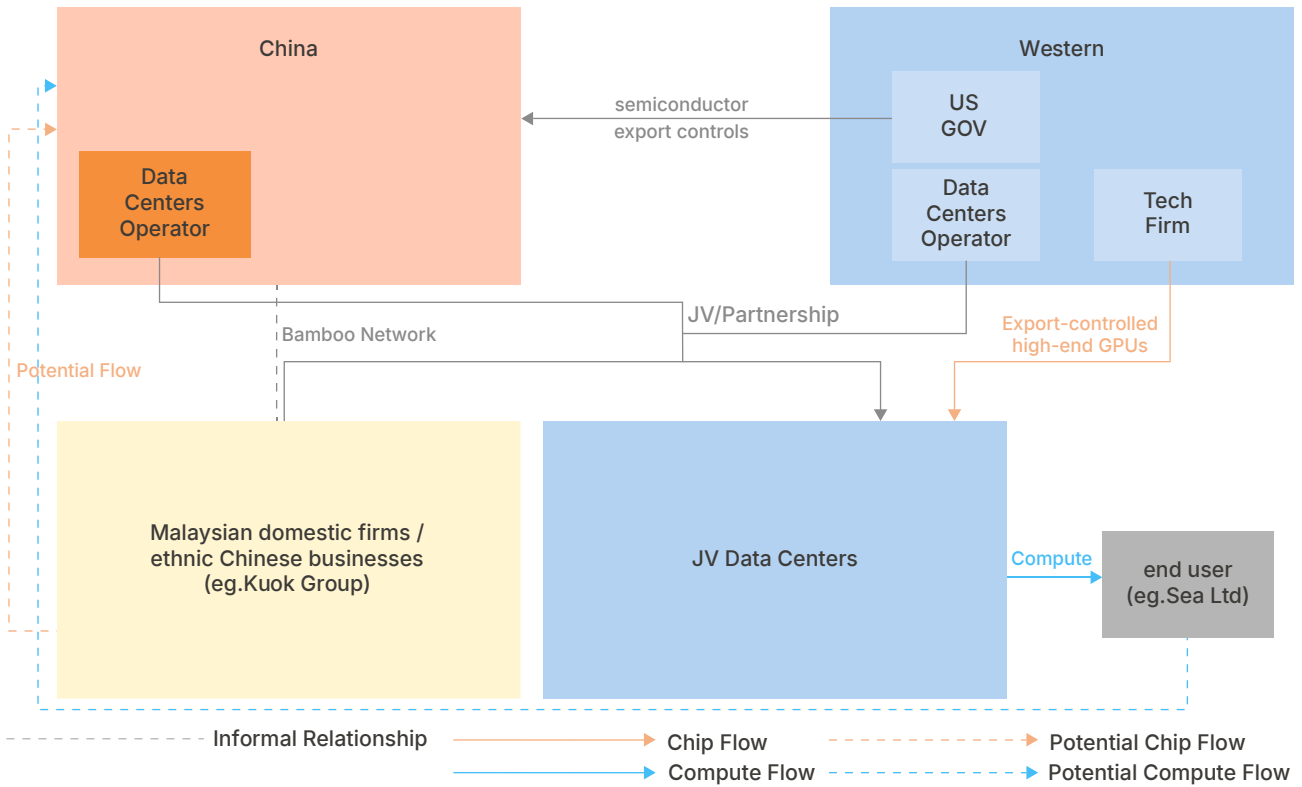 China
Western
semiconductor
export controls
US
GOV
Data
Centers
Operator
Data
Centers
Operator
Tech
Firm
JV/Partnership
Bamboo Network
Export-controlled
high-end GPUs
Potential Flow
Malaysian domestic firms /
ethnic Chinese businesses
(eg.Kuok Group)
JV Data Centers
Compute
end user
(eg.Sea Ltd)
Informal Relationship
Chip Flow
Potential Chip Flow
Compute Flow
Potential Compute Flow